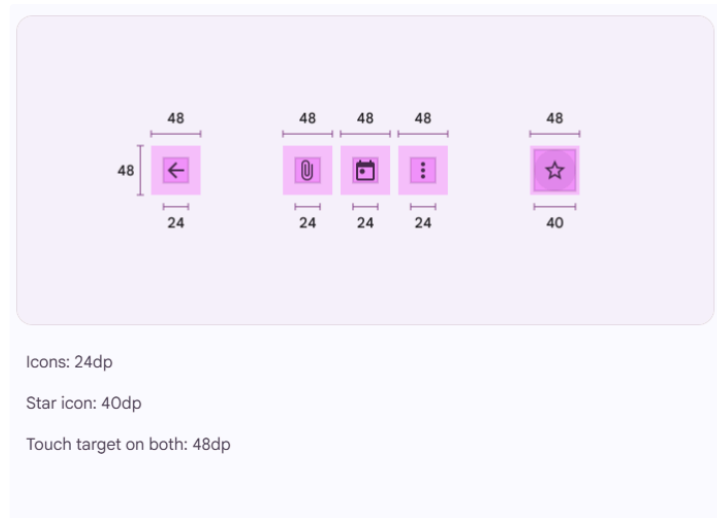 48 48 48 48 48
48
24 24 24 24 40
Icons: 24dp
Star icon: 40dp
Touch target on both: 48dp